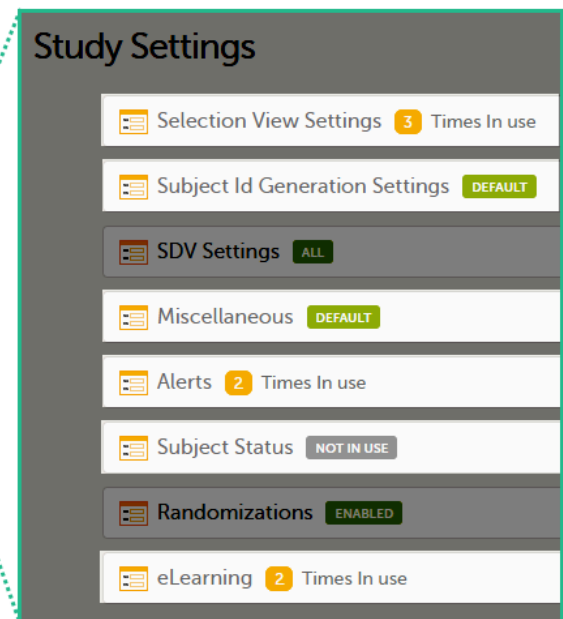 Study Settings
Selection View Settings 3 Times In use
Subject Id Generation Settings DEFAULT
SDV Settings ALL
Miscellaneous DEFAULT
Alerts 2 Times In use
Subject Status NOT IN USE
Randomizations ENABLED
eLearning 2 Times In use